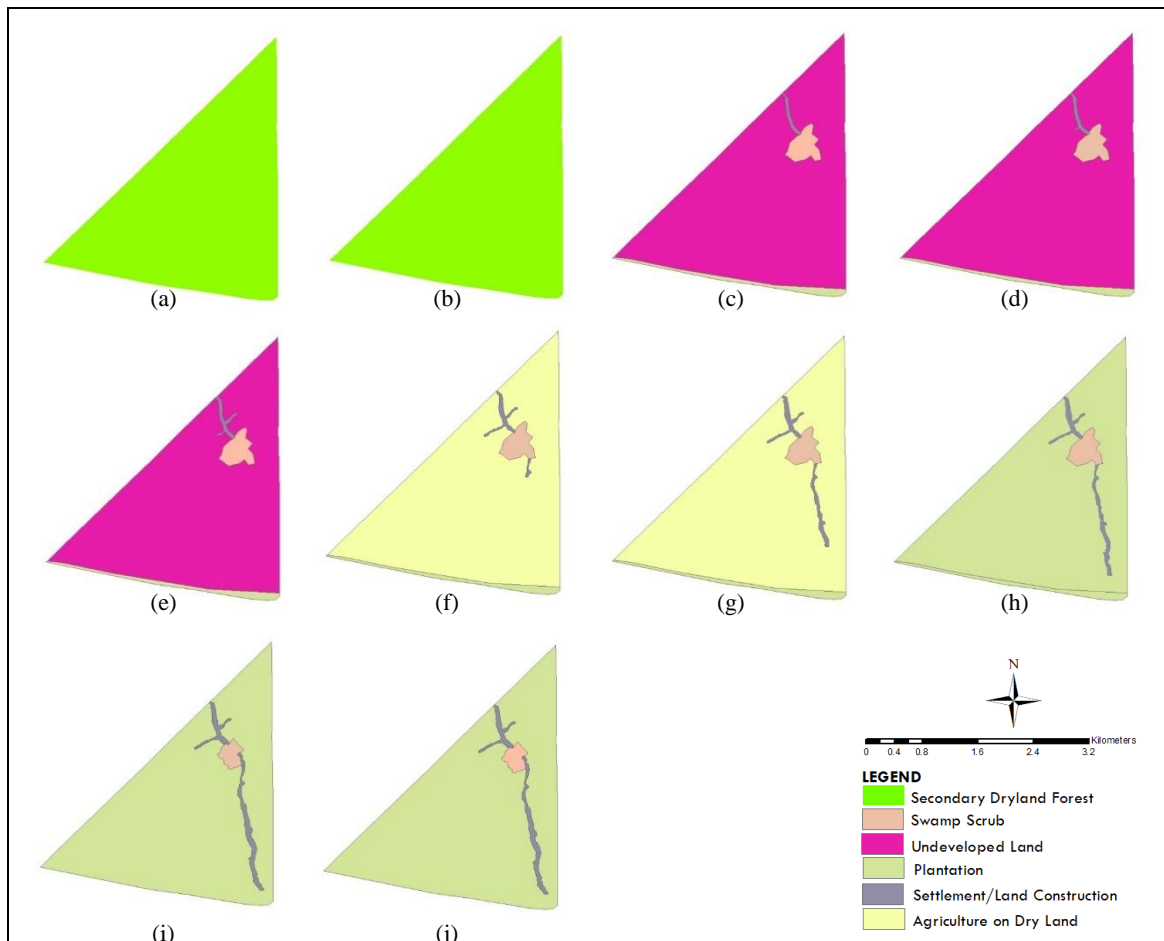 (a) (b) (c) (d)
(e) (f) (g) (h)
N
Kilometers
0 0.4 0.8 1.6 2.4 3.2
LEGEND
Secondary Dryland Forest
Swamp Scrub
Undeveloped Land
Plantation
Settlement/Land Construction
Agriculture on Dry Land
(i) (j)